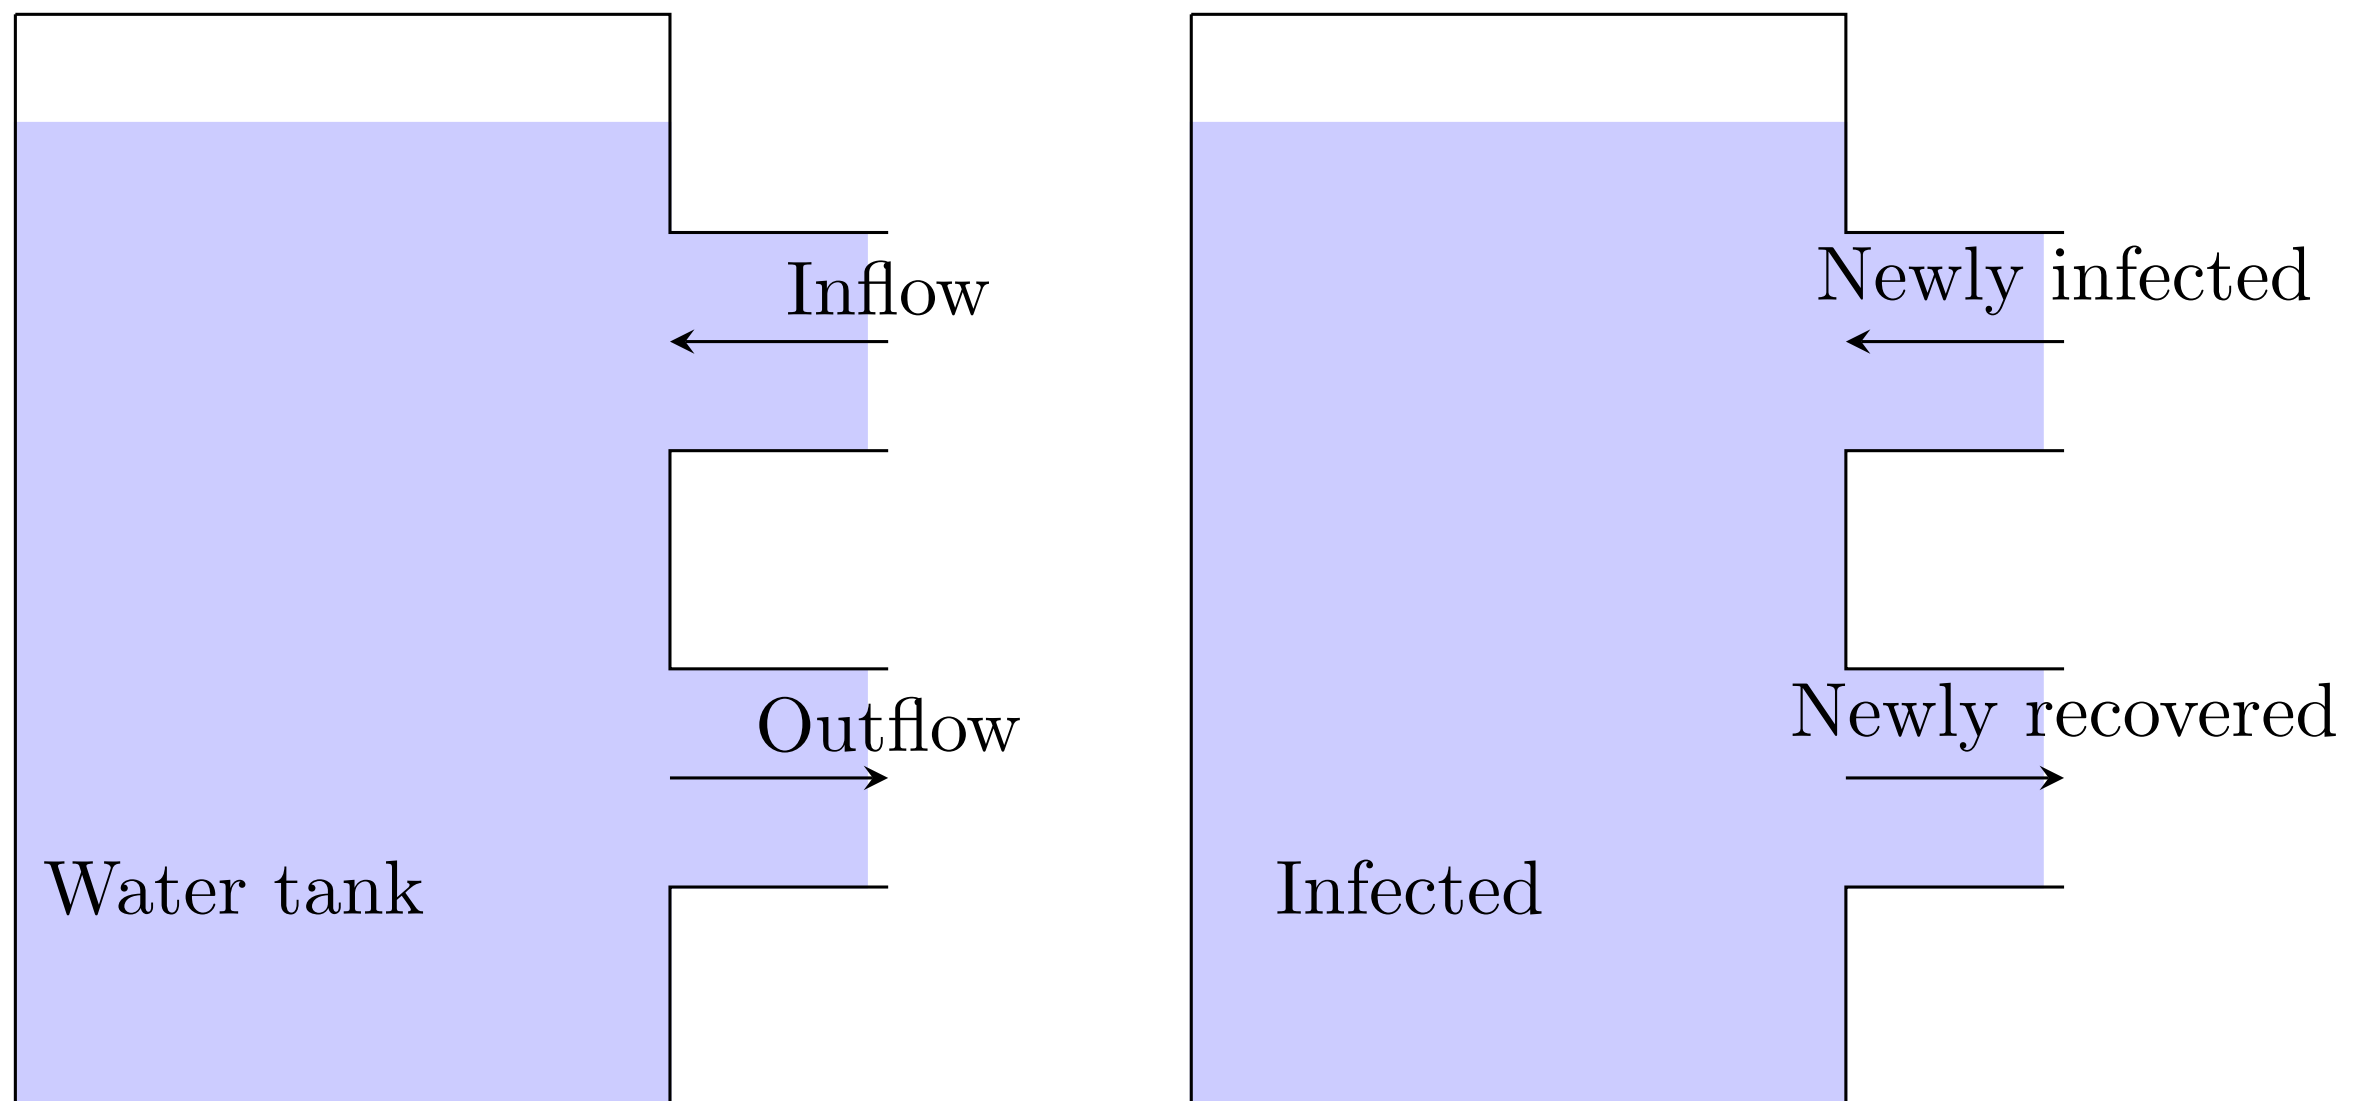 Inflow
Outflow
Water tank
Newly infected
Newly recovered
Infected